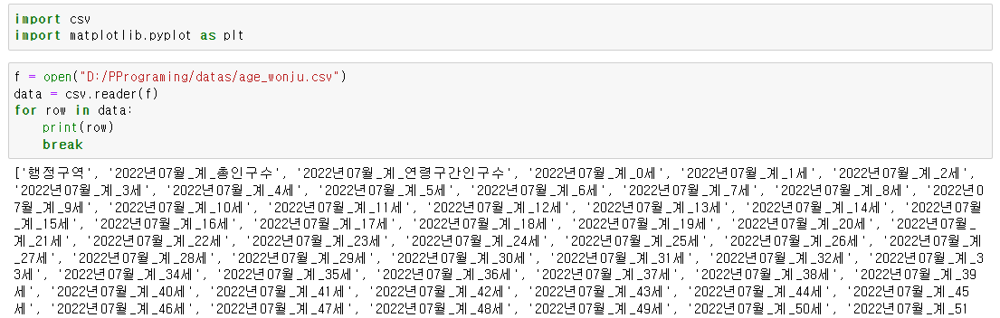 import csv
import matplotlib.pyplot as plt
f = open("D:/PPrograming/datas/age_wonju.csv")
data = csv.reader(f)
for row in data:
    print(row)
    break
['행정구역', '2022년07월_계_총인구수', '2022년07월_계_연령구간인구수', '2022년07월_계_0세', '2022년07월_계_1세', '2022년07월_계_2세',
'2022년07월_계_3세', '2022년07월_계_4세', '2022년07월_계_5세', '2022년07월_계_6세', '2022년07월_계_7세', '2022년07월_계_8세', '2022년0
7월_계_9세', '2022년07월_계_10세', '2022년07월_계_11세', '2022년07월_계_12세', '2022년07월_계_13세', '2022년07월_계_14세', '2022년07월
_계_15세', '2022년07월_계_16세', '2022년07월_계_17세', '2022년07월_계_18세', '2022년07월_계_19세', '2022년07월_계_20세', '2022년07월_
계_21세', '2022년07월_계_22세', '2022년07월_계_23세', '2022년07월_계_24세', '2022년07월_계_25세', '2022년07월_계_26세', '2022년07월_계
_27세', '2022년07월_계_28세', '2022년07월_계_29세', '2022년07월_계_30세', '2022년07월_계_31세', '2022년07월_계_32세', '2022년07월_계_3
3세', '2022년07월_계_34세', '2022년07월_계_35세', '2022년07월_계_36세', '2022년07월_계_37세', '2022년07월_계_38세', '2022년07월_계_39
세', '2022년07월_계_40세', '2022년07월_계_41세', '2022년07월_계_42세', '2022년07월_계_43세', '2022년07월_계_44세', '2022년07월_계_45
세', '2022년07월_계_46세', '2022년07월_계_47세', '2022년07월_계_48세', '2022년07월_계_49세', '2022년07월_계_50세', '2022년07월_계_51